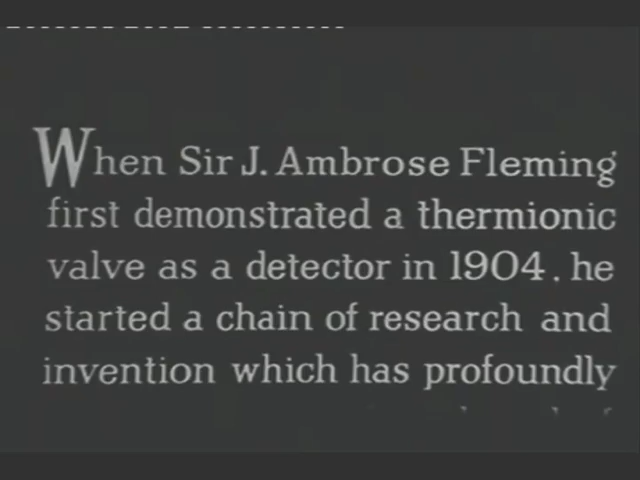 When Sir J. Ambrose Fleming
first demonstrated a thermionic
valve as a detector in 1904, he
started a chain of research and
invention which has profoundly